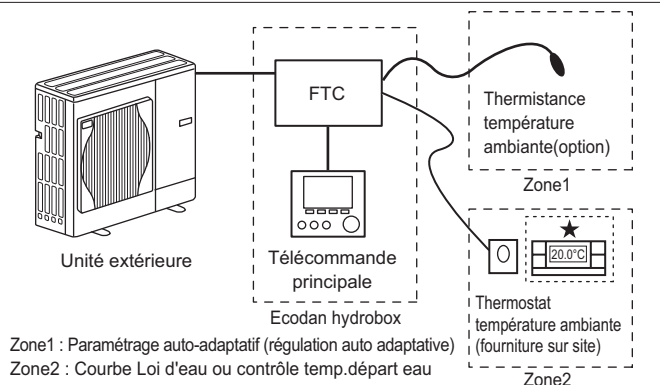 FTC
Thermistance
température
ambiante(option)
Zone1
Unité extérieure
Télécommande
principale
Ecodan hydrobox
★
20.0°C
Thermostat
température ambiante
(fourniture sur site)
Zone2
Zone1 : Paramétrage auto-adaptatif (régulation auto adaptative)
Zone2 : Courbe Loi d'eau ou contrôle temp.départ eau